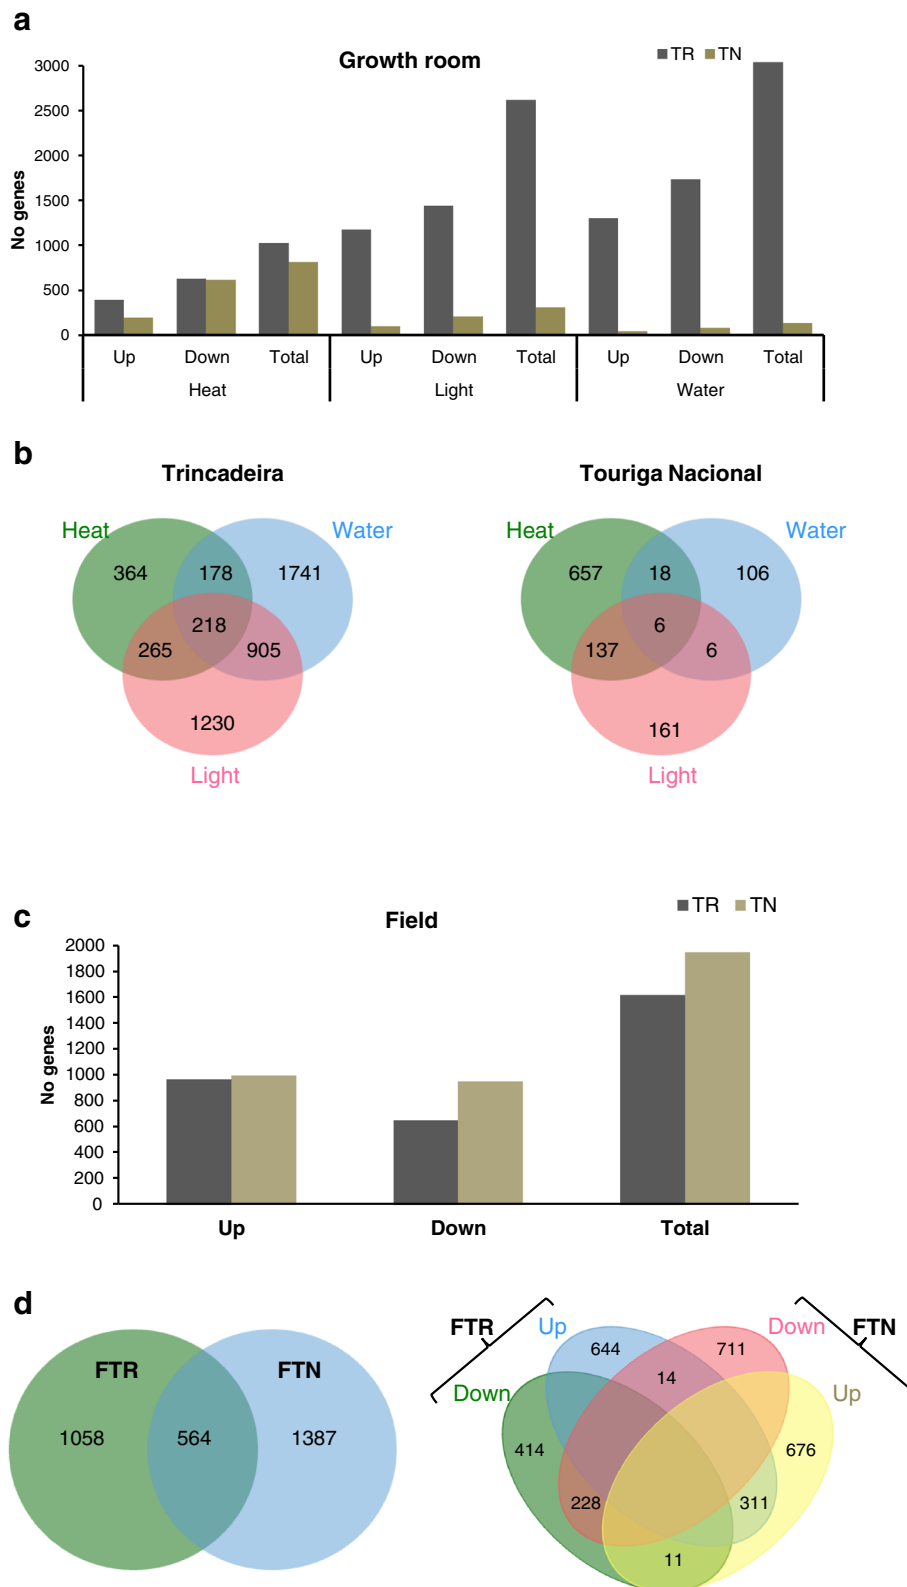 a
Growth room
TR TN
No genes
3000
2500
2000
1500
1000
500
0
Up Down Total Up Down Total Up Down Total
Heat Light Water
b
Trincadeira Touriga Nacional
Heat Water Heat Water
364 178 1741 657 18 106
218 6
265 905 137 6
1230 161
Light Light
c
Field
TR TN
No genes
2000
1800
1600
1400
1200
1000
800
600
400
200
0
Up Down Total
d
FTR FTN
1058 564 1387
FTR Up Down FTN
644 711
14
Down Up
414 676
228 311
11